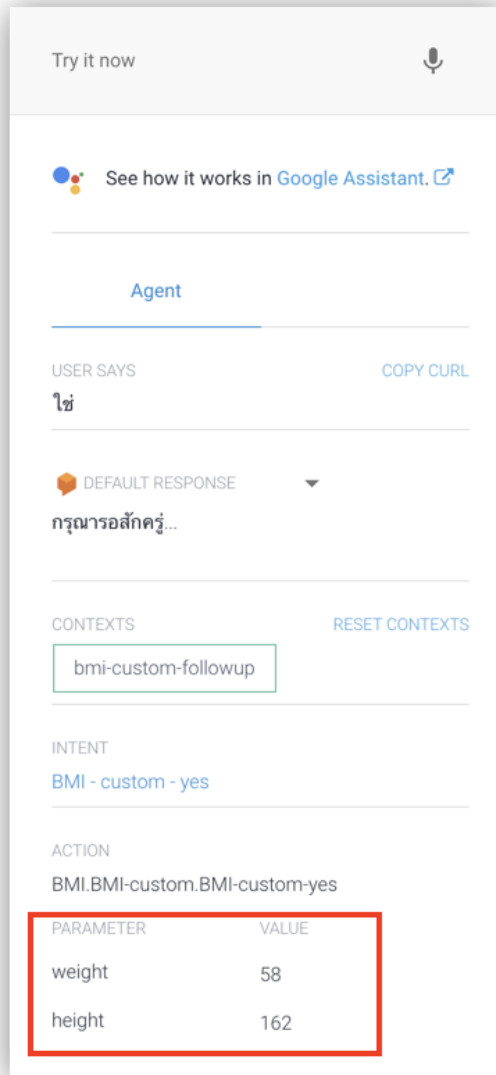 Try it now
See how it works in Google Assistant.
Agent
USER SAYS COPY CURL
ใช่
DEFAULT RESPONSE
กรุณารอสักครู่...
CONTEXTS RESET CONTEXTS
bmi-custom-followup
INTENT
BMI - custom - yes
ACTION
BMI.BMI-custom.BMI-custom-yes
PARAMETER VALUE
weight 58
height 162